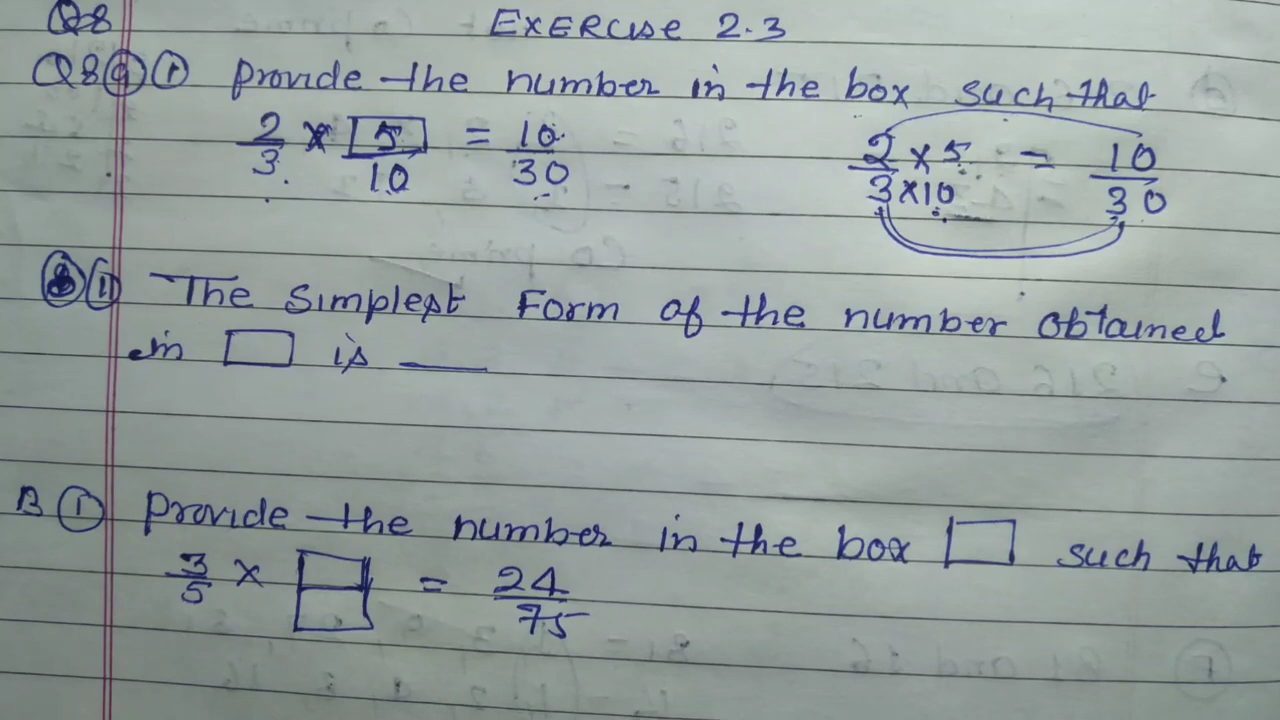 Q8 EXERCISE 2.3
Q8 a i Provide the number in the box such that
2/3 × 5/10 = 10/30
2×5/3×10 = 10/30
ii The Simplest Form of the number obtained
in □ is ___
B i Provide the number in the box □ such that
3/5 × □/□ = 24/75